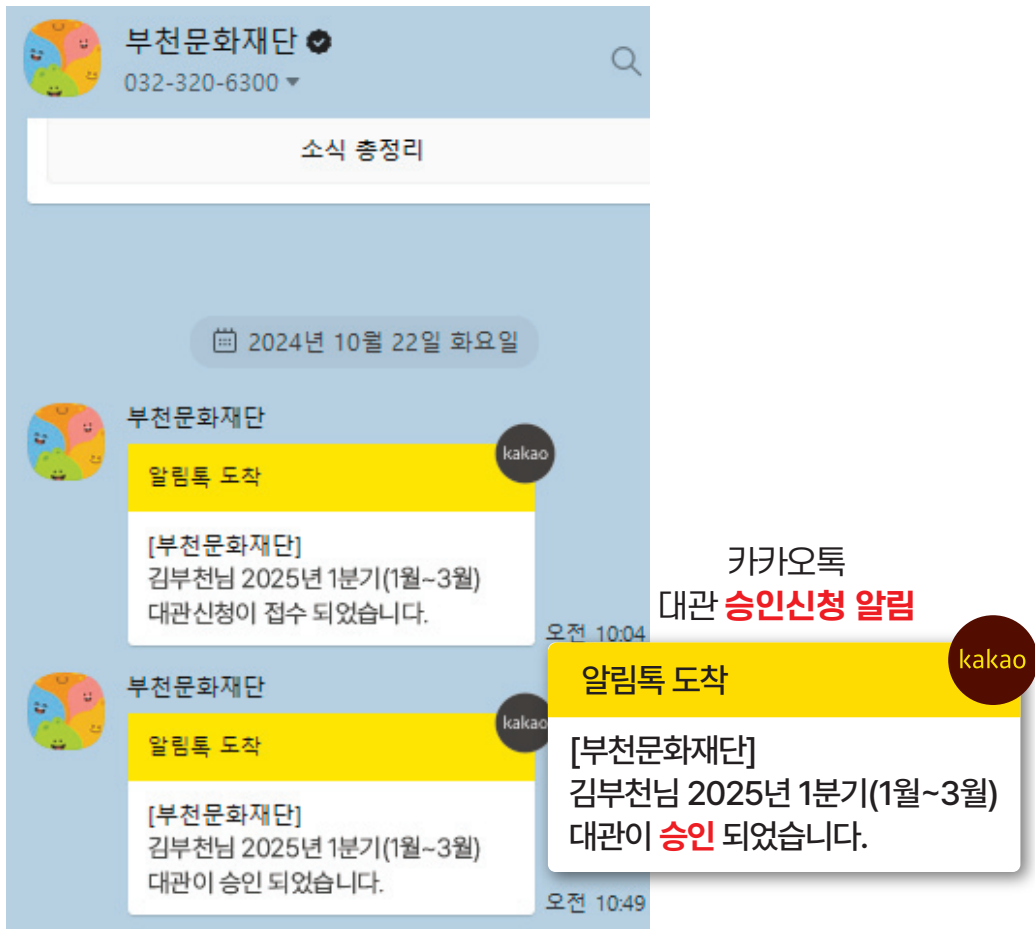 부천문화재단
032-320-6300
소식 총정리
2024년 10월 22일 화요일
부천문화재단
kakao
알림톡 도착
[부천문화재단]
김부천님 2025년 1분기(1월~3월)
대관신청이 접수 되었습니다.
오전 10:04
부천문화재단
kakao
알림톡 도착
[부천문화재단]
김부천님 2025년 1분기(1월~3월)
대관이 승인 되었습니다.
오전 10:49
카카오톡
대관 승인신청 알림
kakao
알림톡 도착
[부천문화재단]
김부천님 2025년 1분기(1월~3월)
대관이 승인 되었습니다.